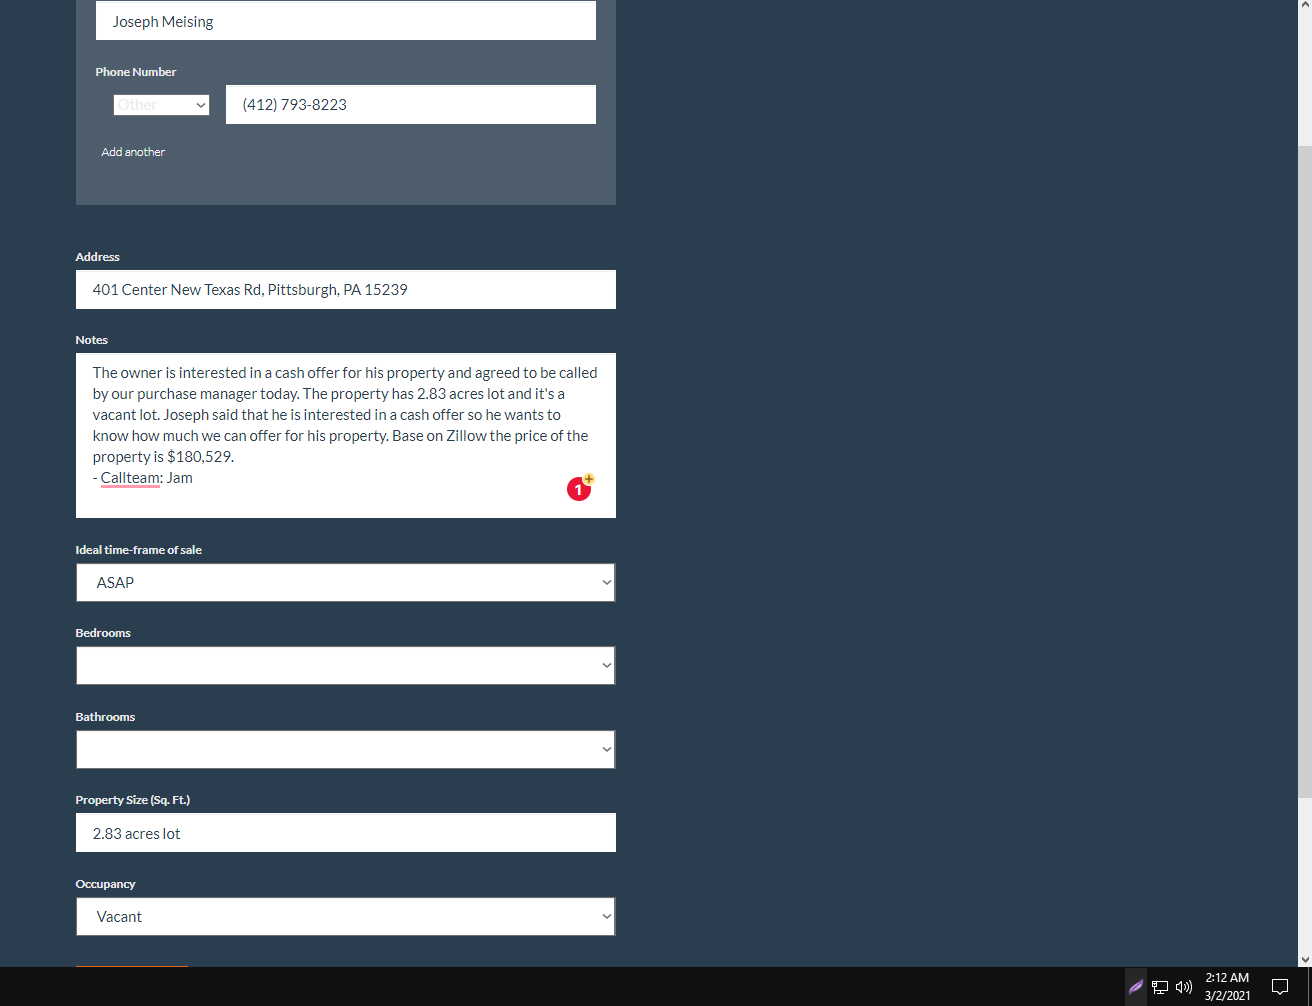 Joseph Meising
Phone Number
Other
(412) 793-8223
Add another
Address
401 Center New Texas Rd, Pittsburgh, PA 15239
Notes
The owner is interested in a cash offer for his property and agreed to be called
by our purchase manager today. The property has 2.83 acres lot and it's a
vacant lot. Joseph said that he is interested in a cash offer so he wants to
know how much we can offer for his property. Base on Zillow the price of the
property is $180,529.
- Callteam: Jam
1
+
Ideal time-frame of sale
ASAP
Bedrooms
Bathrooms
Property Size (Sq. Ft.)
2.83 acres lot
Occupancy
Vacant
2:12 AM
3/2/2021